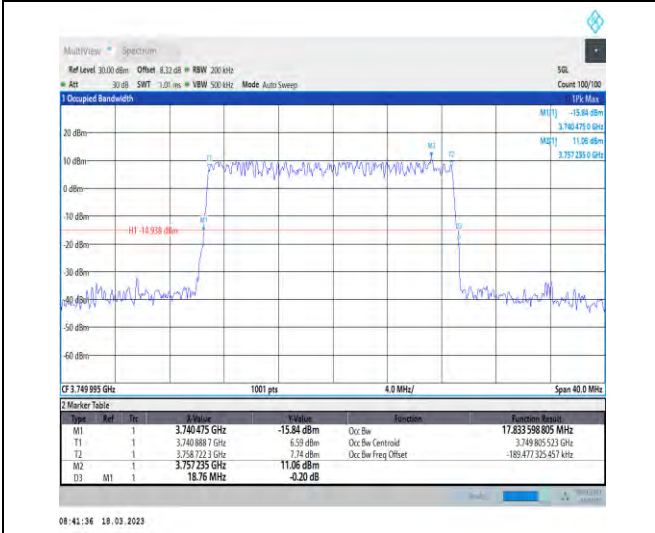 MultiView Spectrum
Ref Level 30.00 dBm Offset 8.32 dB RBW 200 kHz SGL
Att 30 dB SWT 1.01 ms VBW 500 kHz Mode Auto Sweep Count 100/100
1 Occupied Bandwidth 1Pk Max
M1[1] -15.84 dBm
3.740 475 0 GHz
M2[1] 11.06 dBm
3.757 235 0 GHz
20 dBm
M2
T1 T2
10 dBm
0 dBm
-10 dBm
M1
H1 -14.938 dBm
D3
-20 dBm
-30 dBm
-40 dBm
-50 dBm
-60 dBm
CF 3.749 995 GHz 1001 pts 4.0 MHz/ Span 40.0 MHz
2 Marker Table
Type Ref Trc X-Value Y-Value Function Function Result
M1 1 3.740 475 GHz -15.84 dBm Occ Bw 17.833 598 805 MHz
T1 1 3.740 888 7 GHz 6.59 dBm Occ Bw Centroid 3.749 805 523 GHz
T2 1 3.758 722 3 GHz 7.74 dBm Occ Bw Freq Offset -189.477 325 457 kHz
M2 1 3.757 235 GHz 11.06 dBm
D3 M1 1 18.76 MHz -0.20 dB
08:41:36 18.03.2023